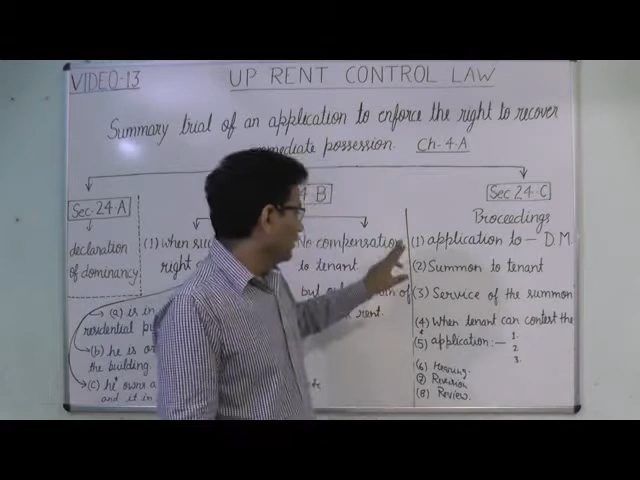 VIDEO-13
UP RENT CONTROL LAW
Summary trial of an application to enforce the right to recover
possession. Ch-4-A
Sec-24-A
declaration
of dominancy
(a) is in
residential
(b) he is
the building.
(c) he owns a
and it in
B
(1) when
right
No compensation
to tenant
but
of
rent.
Sec 24-C
Proceedings
(1) application to — DM
(2) Summon to tenant
(3) Service of the summon
(4) When tenant can contest the
(5) application :— 1.
2
3.
(6) Hearing.
(7) Revision
(8) Review.